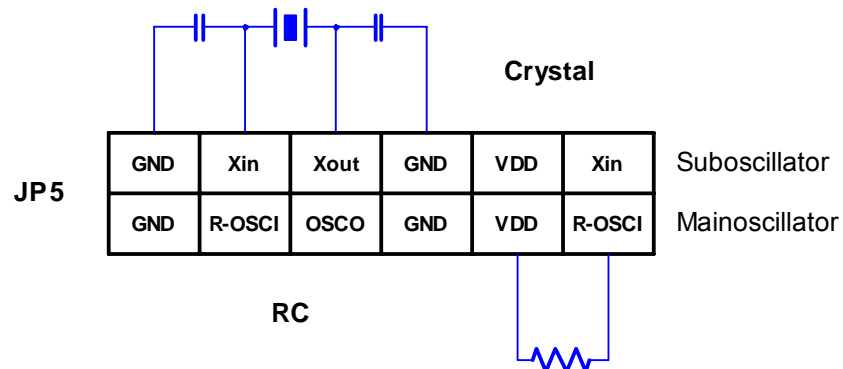 Crystal
GND Xin Xout GND VDD Xin Suboscillator
JP5
GND R-OSCI OSCO GND VDD R-OSCI Mainoscillator
RC